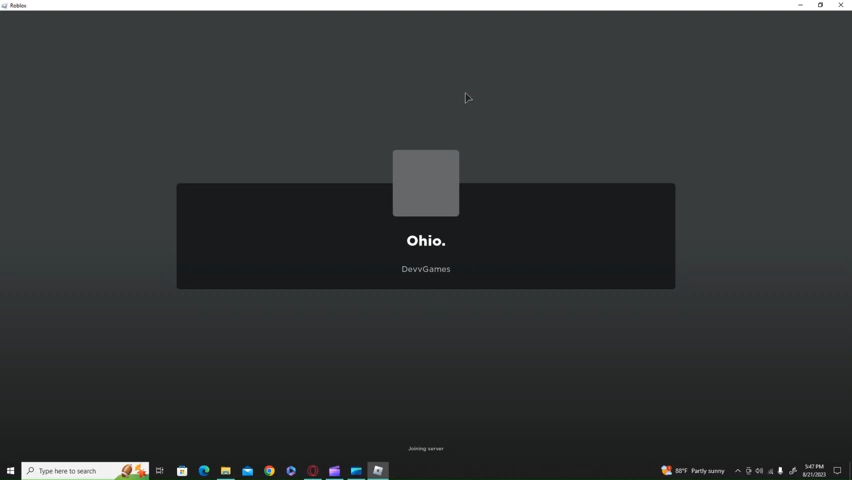 Roblox
Ohio.
DevvGames
Joining server
Type here to search
88°F Partly sunny
5:47 PM
8/21/2023